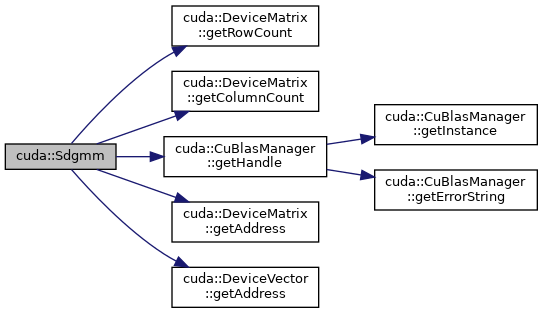 cuda::Sdgmm
cuda::DeviceMatrix
::getRowCount
cuda::DeviceMatrix
::getColumnCount
cuda::CuBlasManager
::getHandle
cuda::DeviceMatrix
::getAddress
cuda::DeviceVector
::getAddress
cuda::CuBlasManager
::getInstance
cuda::CuBlasManager
::getErrorString